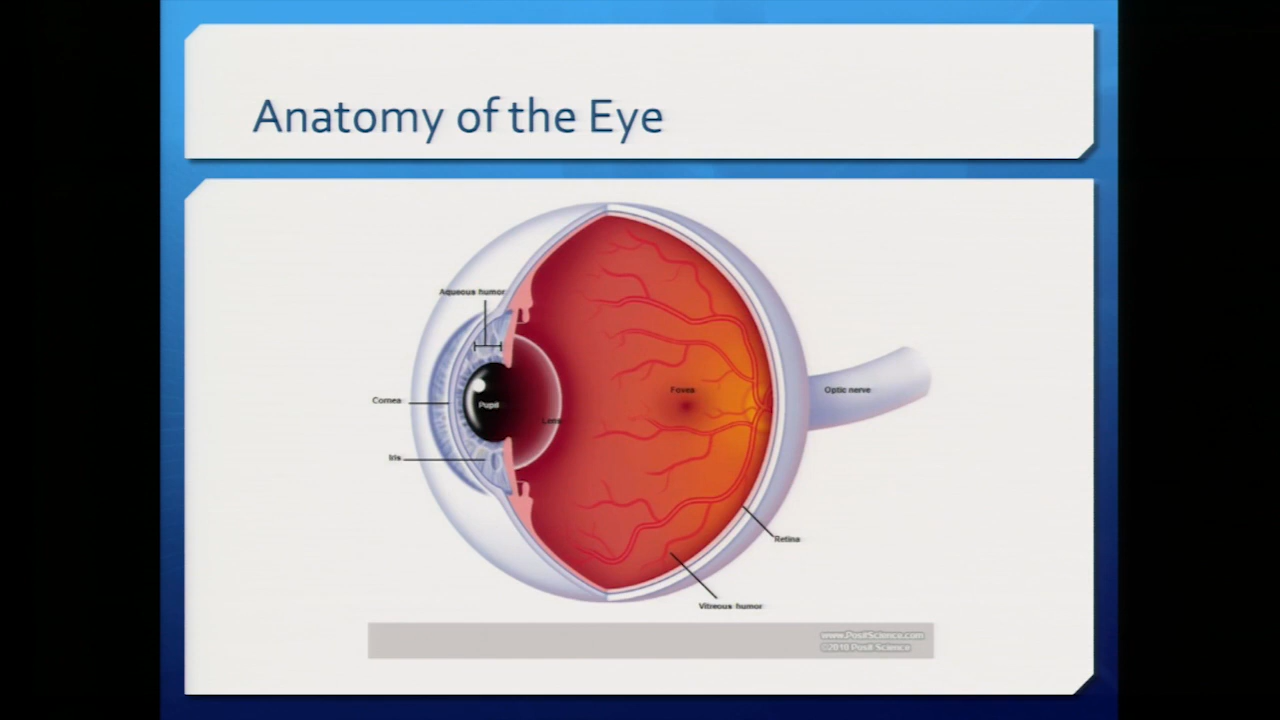 Anatomy of the Eye
Aqueous humor
Cornea
Pupil
Lens
Iris
Fovea
Optic nerve
Retina
Vitreous humor
www.PositScience.com
©2010 Posit Science